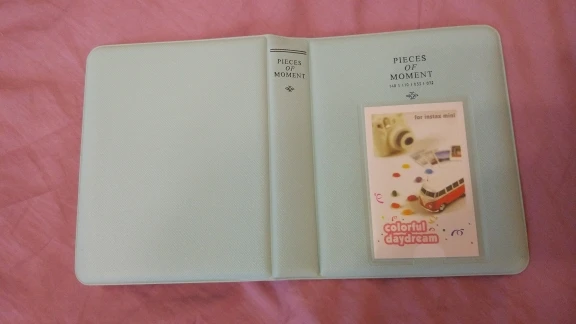 PIECES
OF
MOMENT
PIECES
OF
MOMENT
for instax mini
colorful
daydream